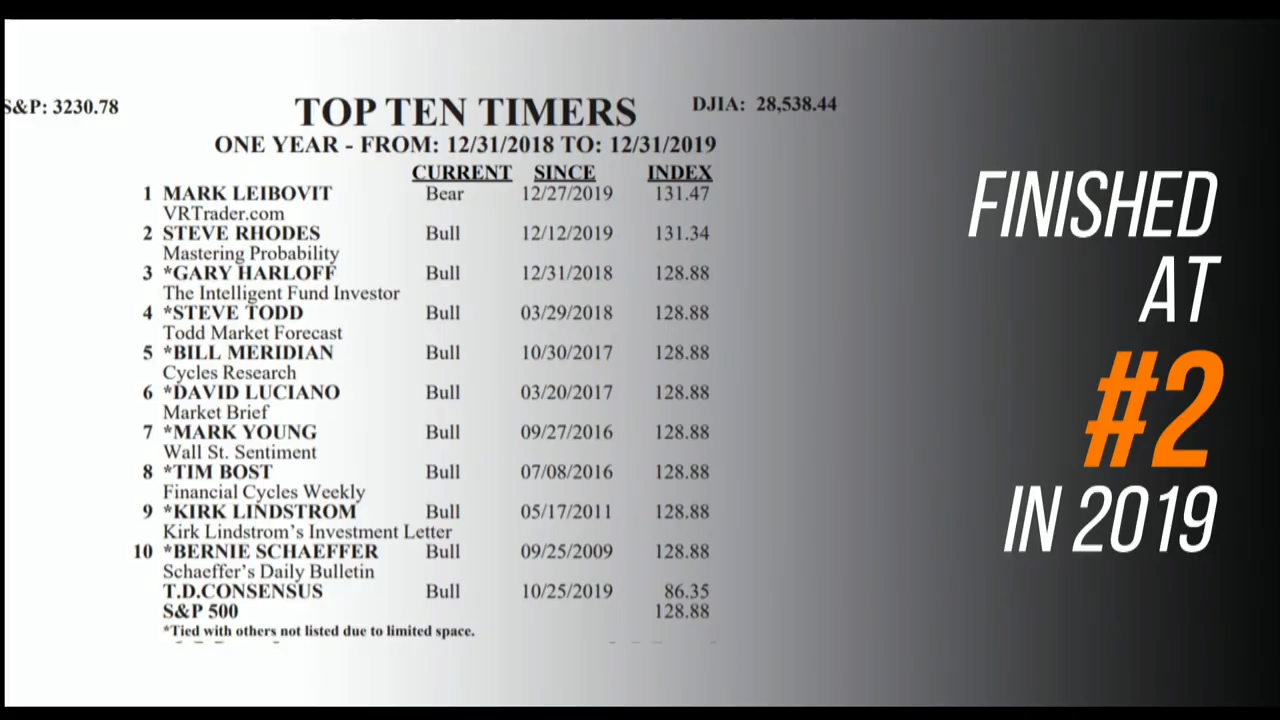 S&P: 3230.78
TOP TEN TIMERS
DJIA: 28,538.44
ONE YEAR - FROM: 12/31/2018 TO: 12/31/2019
CURRENT SINCE INDEX
1 MARK LEIBOVIT Bear 12/27/2019 131.47
VRTrader.com
2 STEVE RHODES Bull 12/12/2019 131.34
Mastering Probability
3 *GARY HARLOFF Bull 12/31/2018 128.88
The Intelligent Fund Investor
4 *STEVE TODD Bull 03/29/2018 128.88
Todd Market Forecast
5 *BILL MERIDIAN Bull 10/30/2017 128.88
Cycles Research
6 *DAVID LUCIANO Bull 03/20/2017 128.88
Market Brief
7 *MARK YOUNG Bull 09/27/2016 128.88
Wall St. Sentiment
8 *TIM BOST Bull 07/08/2016 128.88
Financial Cycles Weekly
9 *KIRK LINDSTROM Bull 05/17/2011 128.88
Kirk Lindstrom's Investment Letter
10 *BERNIE SCHAEFFER Bull 09/25/2009 128.88
Schaeffer's Daily Bulletin
T.D.CONSENSUS Bull 10/25/2019 86.35
S&P 500 128.88
*Tied with others not listed due to limited space.
FINISHED
AT
#2
IN 2019